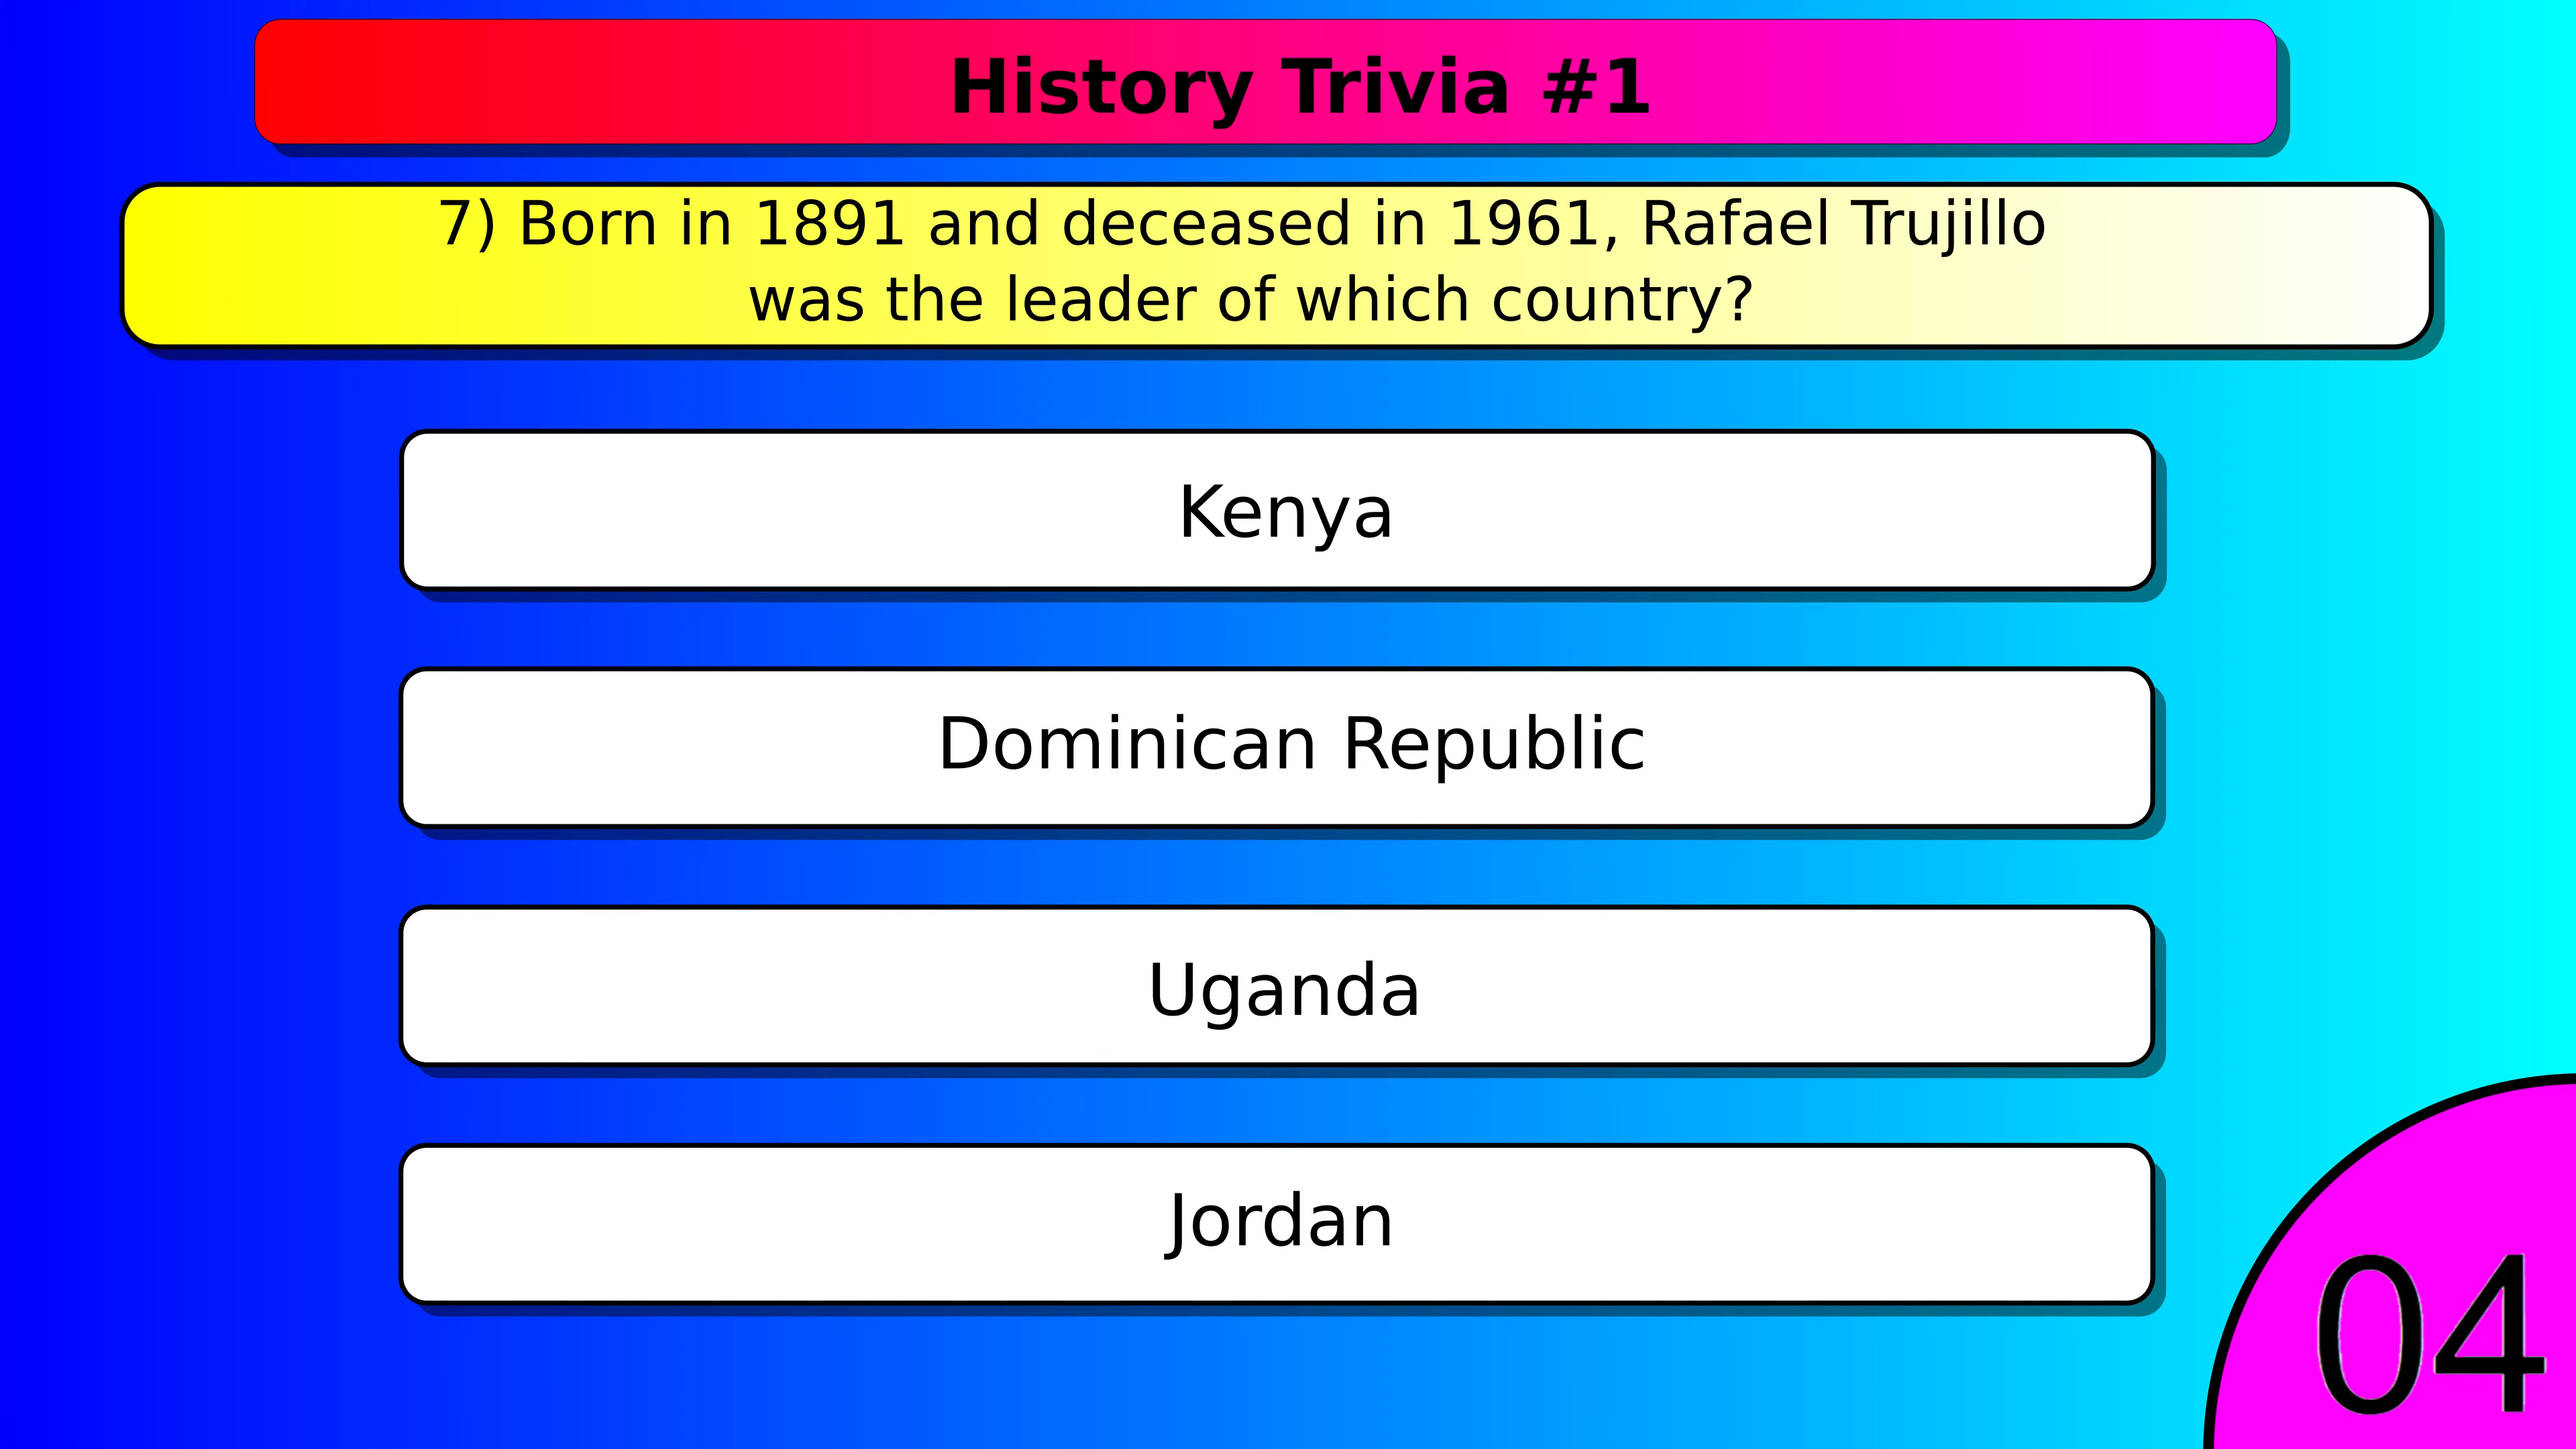 History Trivia #1
7) Born in 1891 and deceased in 1961, Rafael Trujillo
was the leader of which country?
Kenya
Dominican Republic
Uganda
Jordan
04